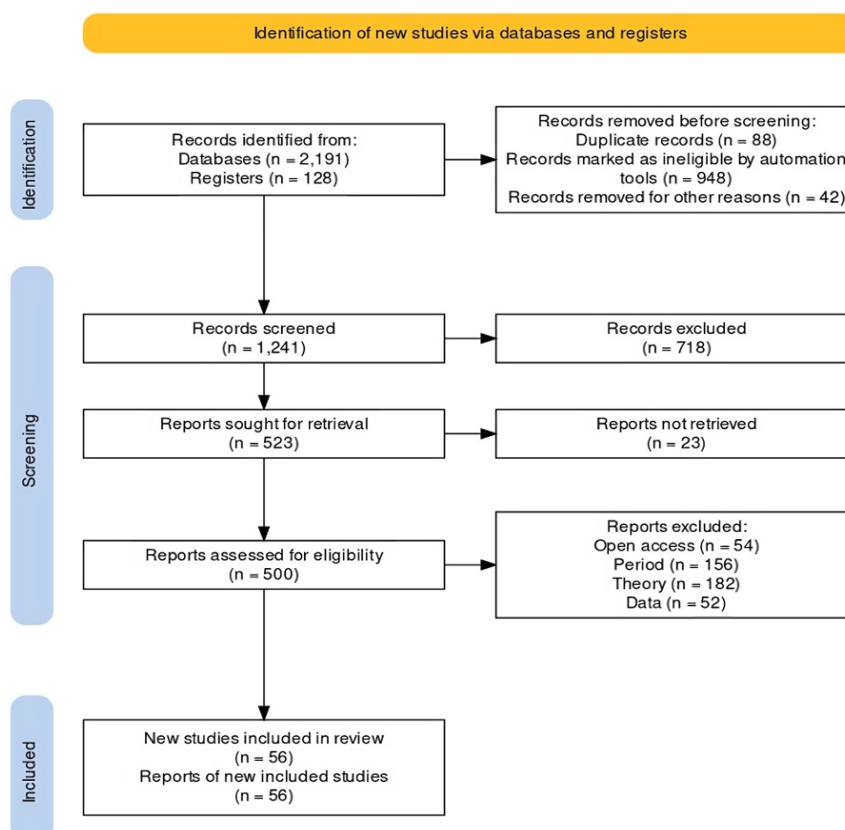 Identification of new studies via databases and registers
Identification
Records identified from:
Databases (n = 2,191)
Registers (n = 128)
Records removed before screening:
Duplicate records (n = 88)
Records marked as ineligible by automation
tools (n = 948)
Records removed for other reasons (n = 42)
Screening
Records screened
(n = 1,241)
Records excluded
(n = 718)
Reports sought for retrieval
(n = 523)
Reports not retrieved
(n = 23)
Reports assessed for eligibility
(n = 500)
Reports excluded:
Open access (n = 54)
Period (n = 156)
Theory (n = 182)
Data (n = 52)
Included
New studies included in review
(n = 56)
Reports of new included studies
(n = 56)